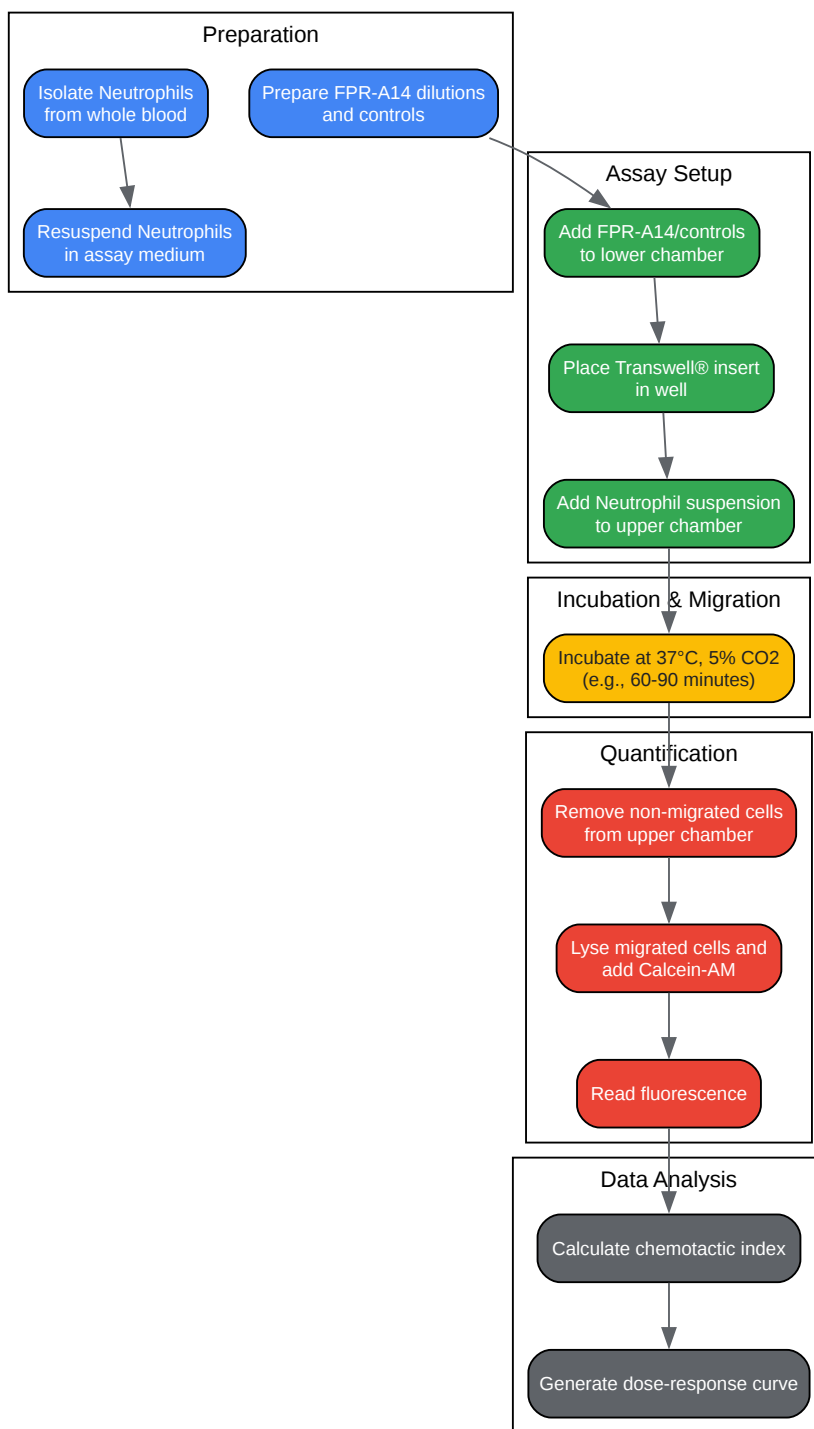 Preparation
Isolate Neutrophils
from whole blood
Prepare FPR-A14 dilutions
and controls
Resuspend Neutrophils
in assay medium
Assay Setup
Add FPR-A14/controls
to lower chamber
Place Transwell® insert
in well
Add Neutrophil suspension
to upper chamber
Incubation & Migration
Incubate at 37°C, 5% CO2
(e.g., 60-90 minutes)
Quantification
Remove non-migrated cells
from upper chamber
Lyse migrated cells and
add Calcein-AM
Read fluorescence
Data Analysis
Calculate chemotactic index
Generate dose-response curve